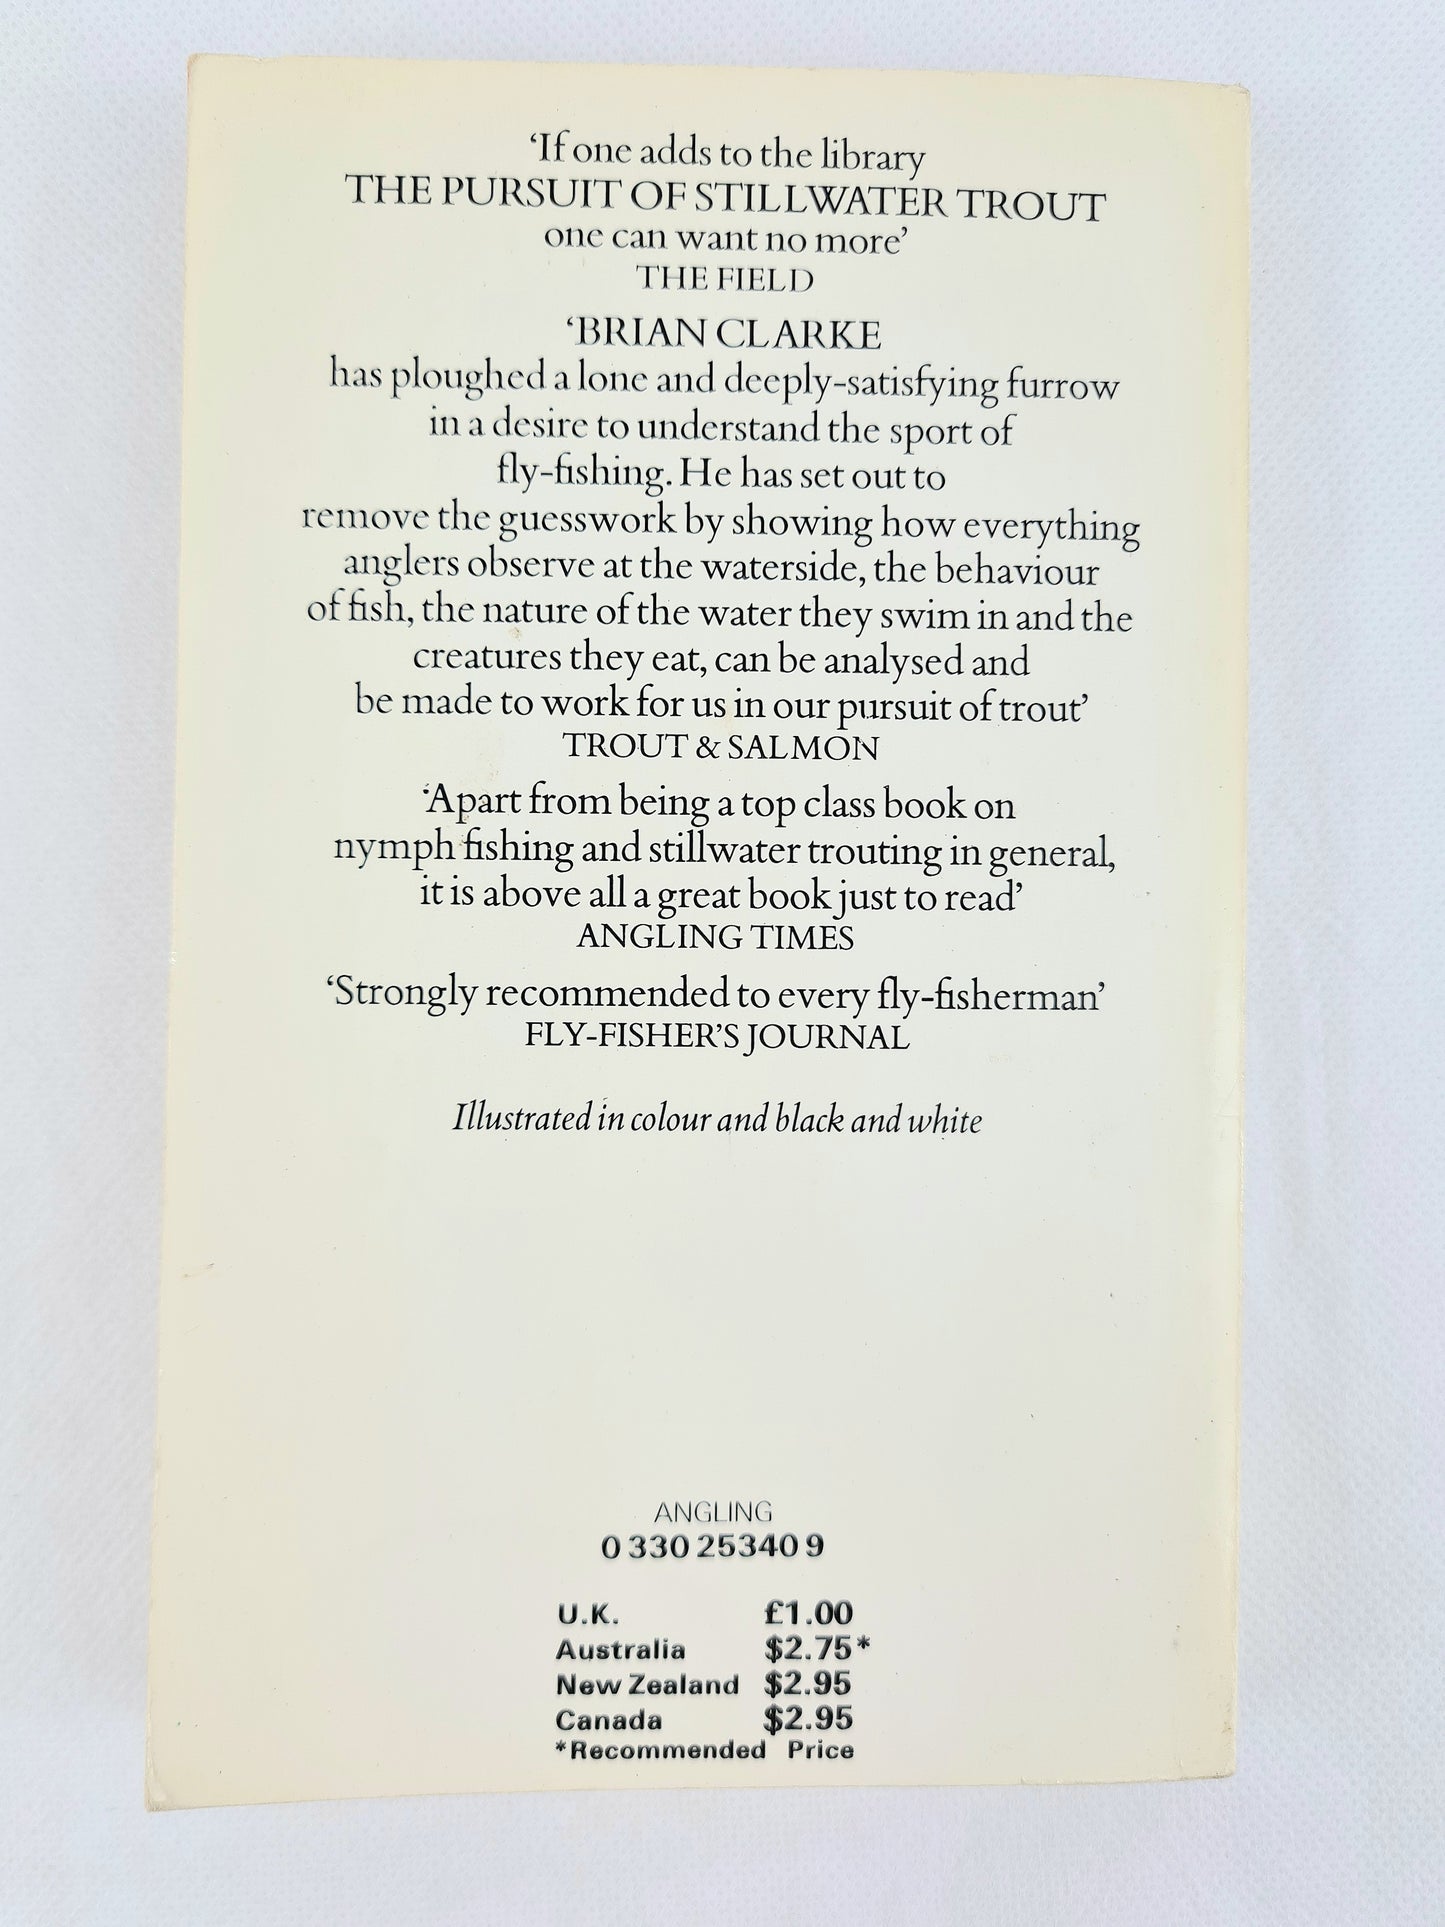 ‘If one adds to the library
THE PURSUIT OF STILLWATER TROUT
one can want no more’
THE FIELD
‘BRIAN CLARKE
has ploughed a lone and deeply-satisfying furrow
in a desire to understand the sport of
fly-fishing. He has set out to
remove the guesswork by showing how everything
anglers observe at the waterside, the behaviour
of fish, the nature of the water they swim in and the
creatures they eat, can be analysed and
be made to work for us in our pursuit of trout’
TROUT & SALMON
‘Apart from being a top class book on
nymph fishing and stillwater trouting in general,
it is above all a great book just to read’
ANGLING TIMES
‘Strongly recommended to every fly-fisherman’
FLY-FISHER’S JOURNAL
Illustrated in colour and black and white
ANGLING
0 330 25340 9
U.K. £1.00
Australia $2.75*
New Zealand $2.95
Canada $2.95
*Recommended Price